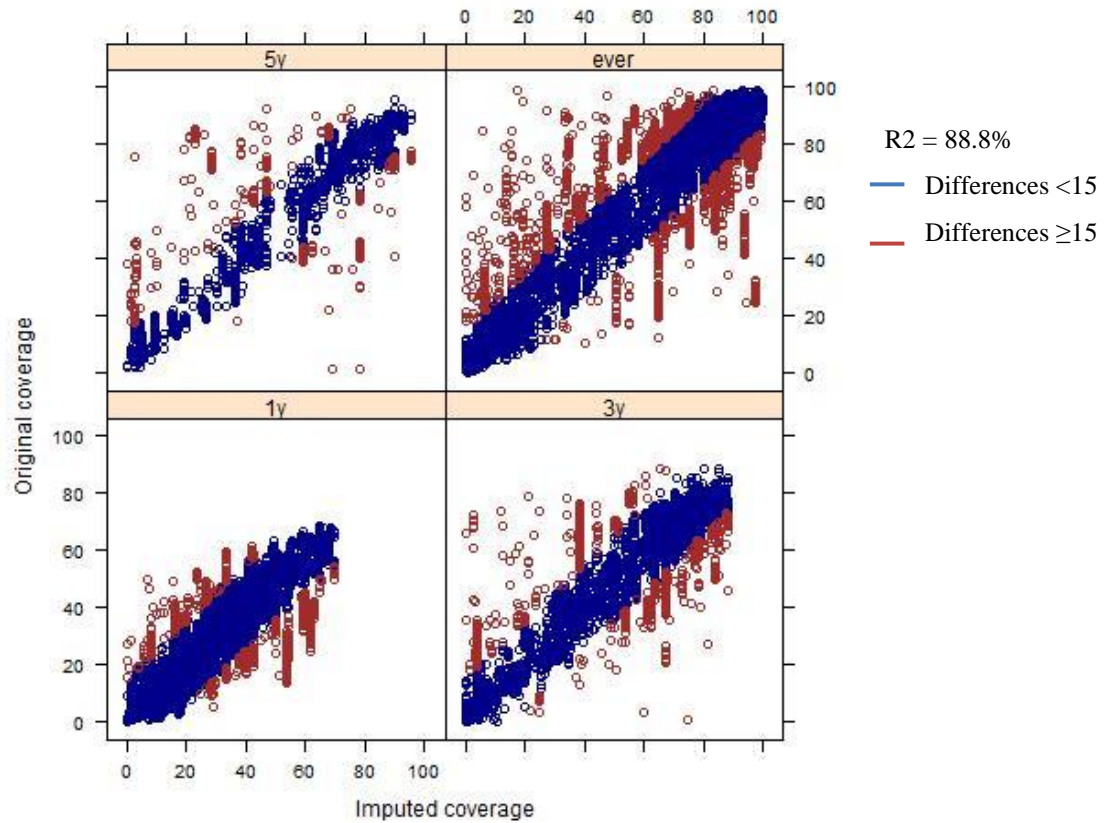 0 20 40 60 80 100
5y ever
100
80
60
40
20
0
R2 = 88.8%
Differences <15
Differences ≥15
1y 3y
100
80
60
40
20
0
Original coverage
0 20 40 60 80 100
Imputed coverage